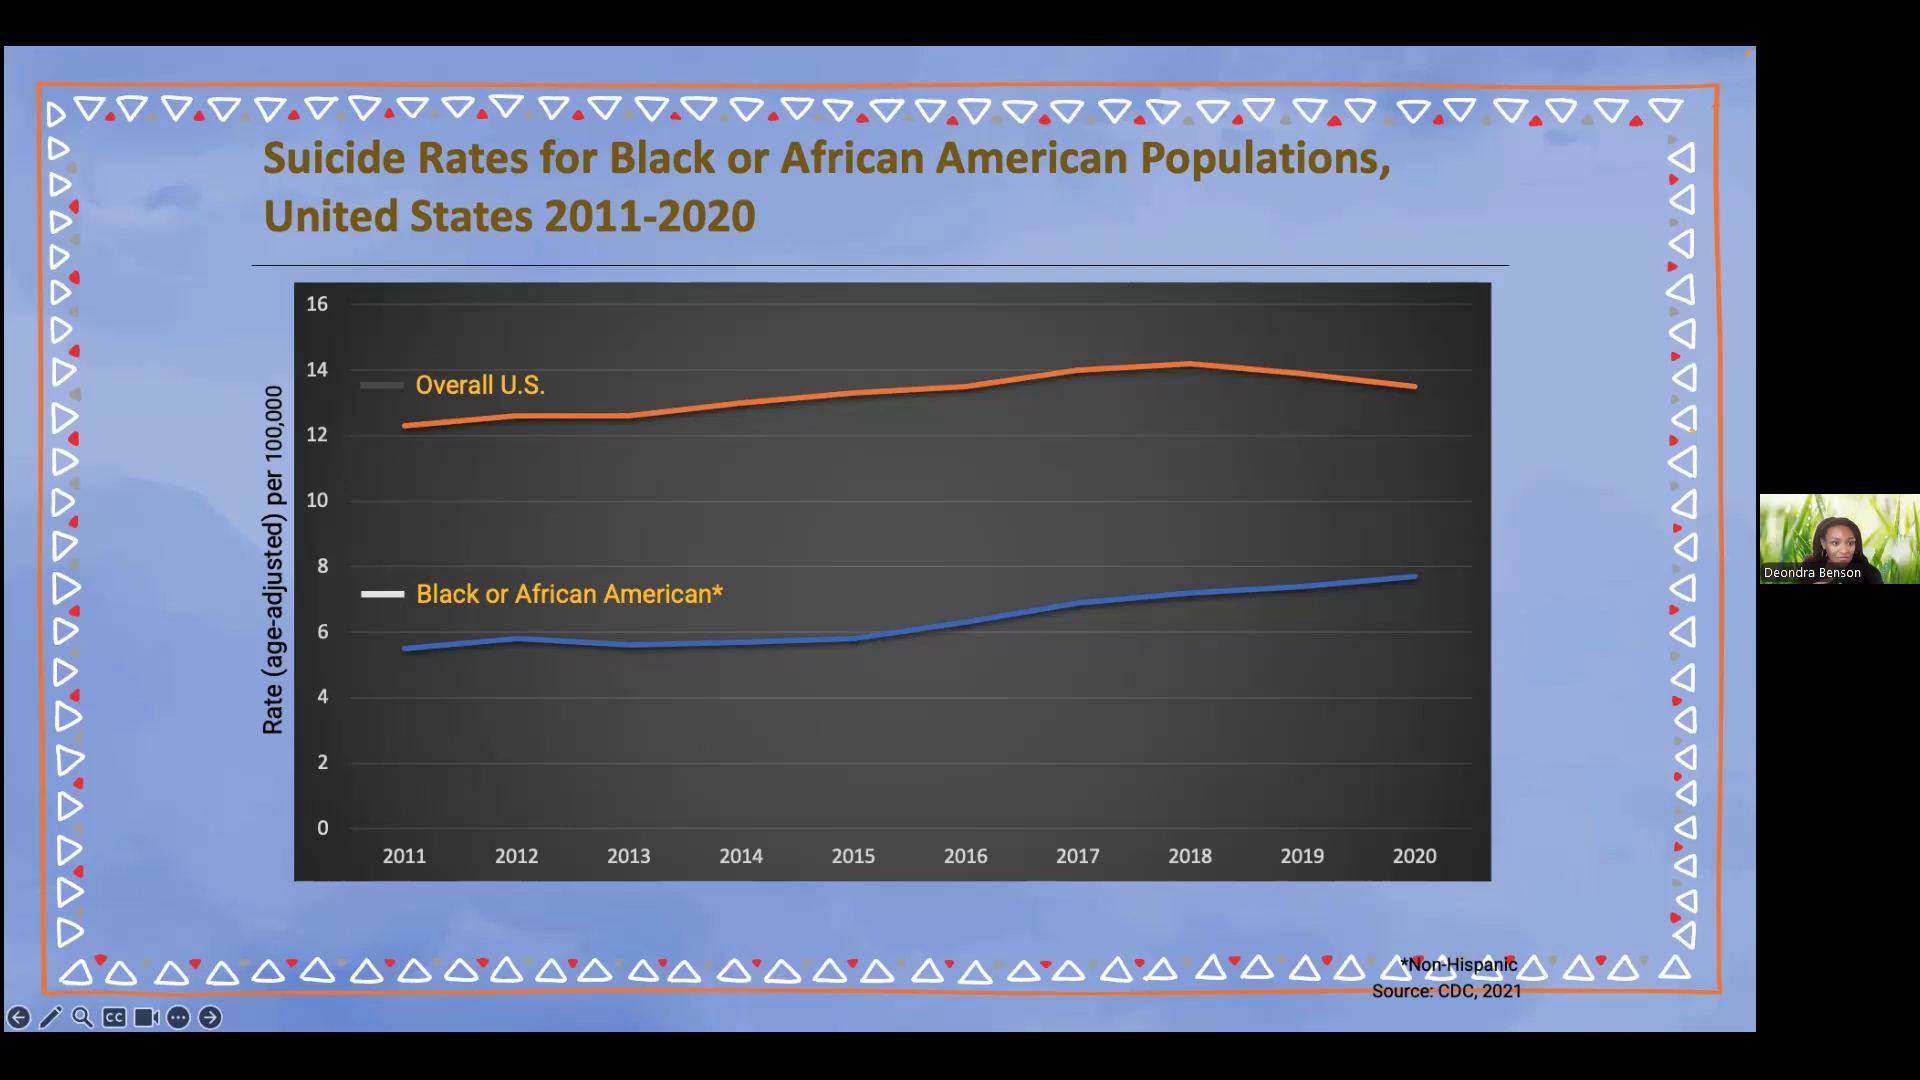 Suicide Rates for Black or African American Populations,
United States 2011-2020
Rate (age-adjusted) per 100,000
16
14
12
10
8
6
4
2
0
Overall U.S.
Black or African American*
2011 2012 2013 2014 2015 2016 2017 2018 2019 2020
*Non-Hispanic
Source: CDC, 2021
CC
Deondra Benson